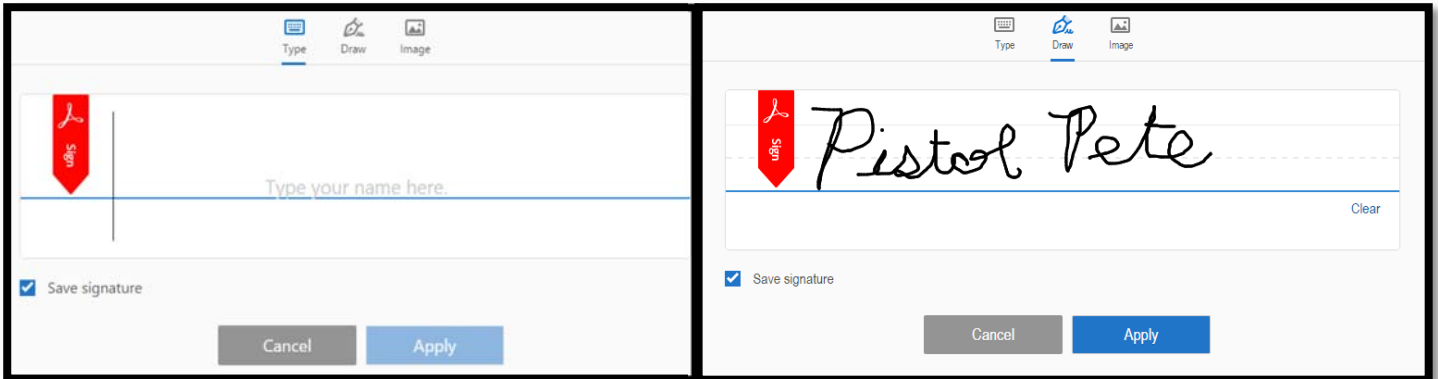 Type Draw Image
Sign
Type your name here.
Save signature
Cancel Apply
Type Draw Image
Sign
Pistol Pete
Clear
Save signature
Cancel Apply